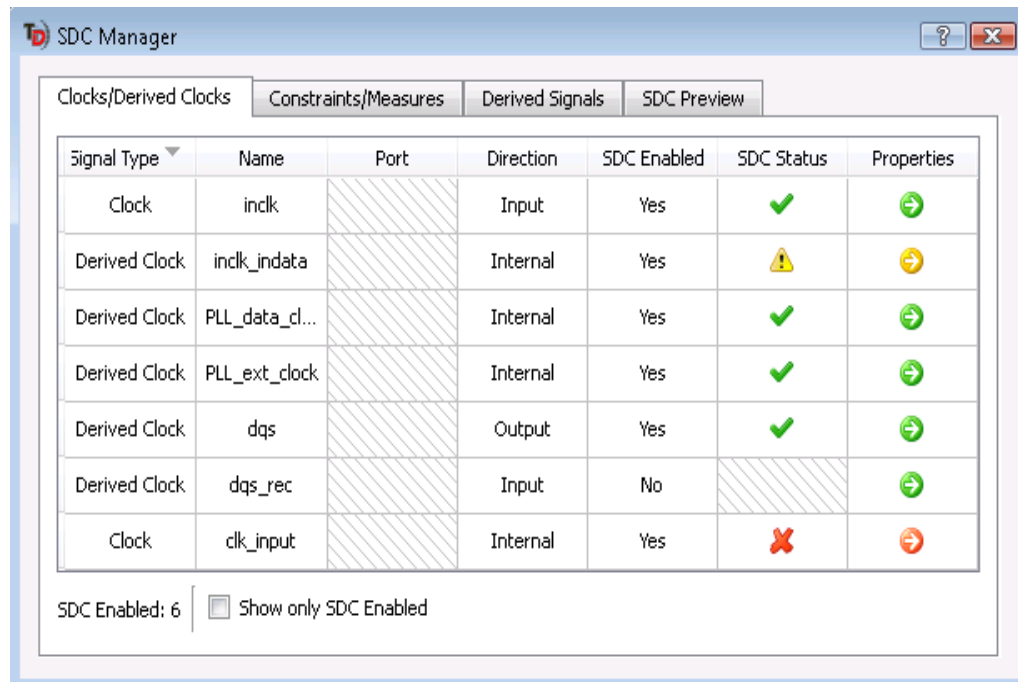 TD SDC Manager ?
Clocks/Derived Clocks Constraints/Measures Derived Signals SDC Preview
Signal Type Name Port Direction SDC Enabled SDC Status Properties
Clock inclk Input Yes
Derived Clock inclk_indata Internal Yes
Derived Clock PLL_data_cl... Internal Yes
Derived Clock PLL_ext_clock Internal Yes
Derived Clock dqs Output Yes
Derived Clock dqs_rec Input No
Clock clk_input Internal Yes
SDC Enabled: 6 Show only SDC Enabled